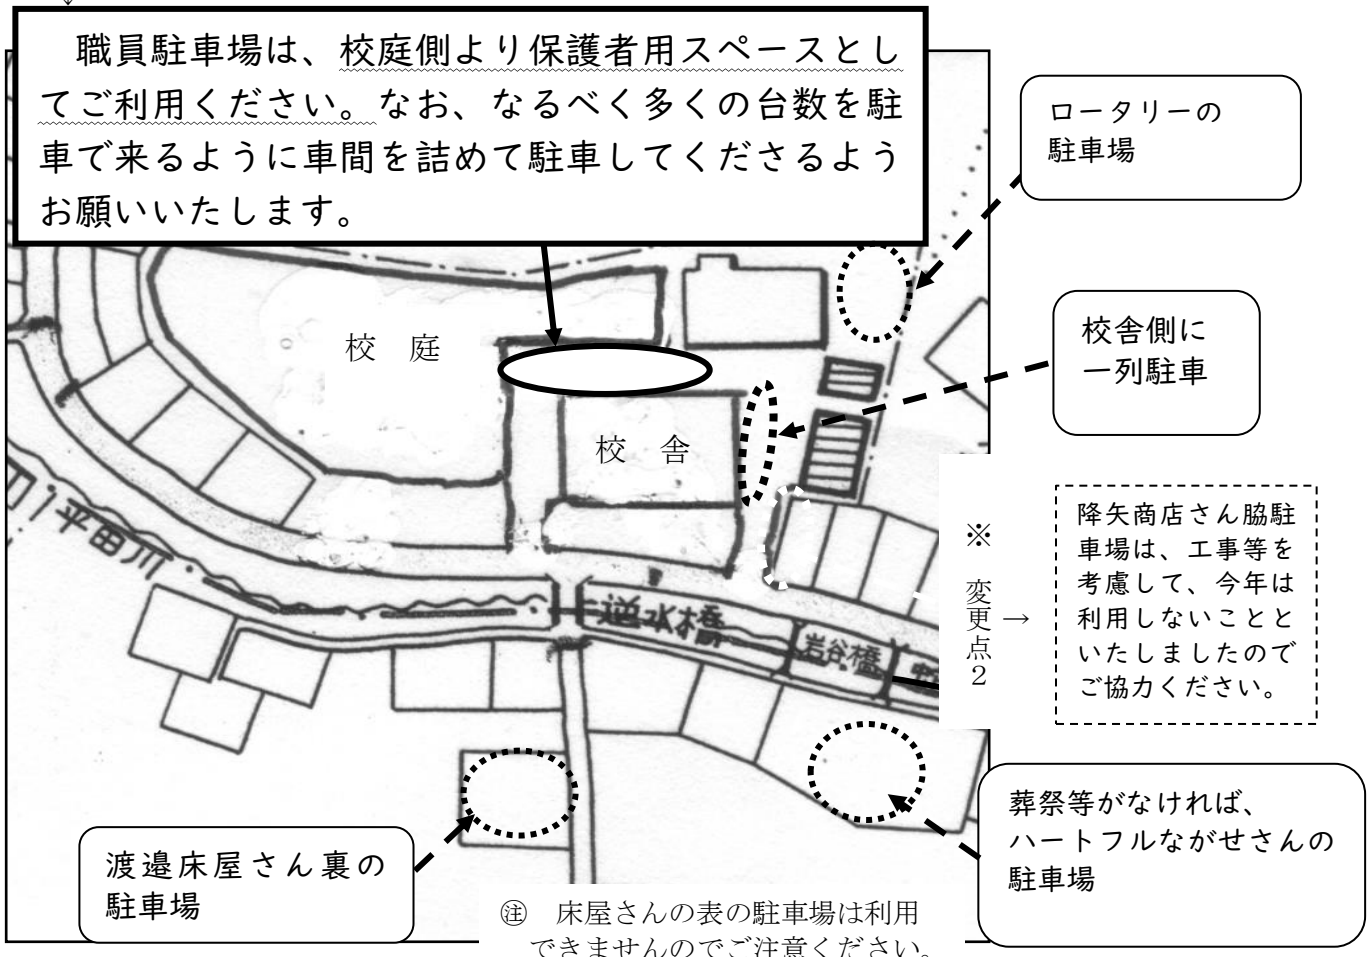 職員駐車場は、校庭側より保護者用スペースとし
てご利用ください。なお、なるべく多くの台数を駐
車で来るように車間を詰めて駐車してくださるよう
お願いいたします。
ロータリーの
駐車場
校舎側に
一列駐車
校　庭
校　舎
平田川
逆水橋
岩谷橋
※　変更点２　→
降矢商店さん脇駐
車場は、工事等を
考慮して、今年は
利用しないことと
いたしましたので
ご協力ください。
葬祭等がなければ、
ハートフルながせさんの
駐車場
渡邉床屋さん裏の
駐車場
㊟　床屋さんの表の駐車場は利用
できませんのでご注意ください。